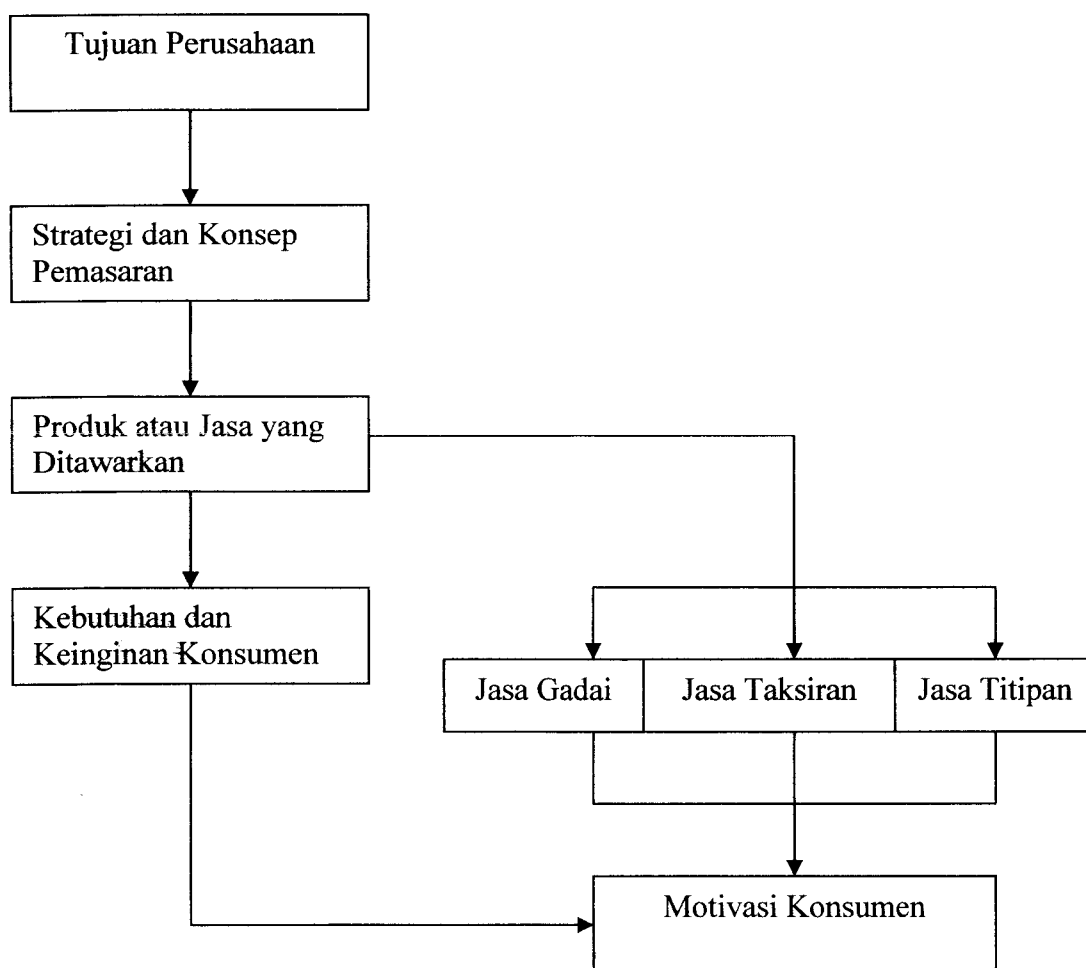 Tujuan Perusahaan
Strategi dan Konsep
Pemasaran
Produk atau Jasa yang
Ditawarkan
Kebutuhan dan
Keinginan Konsumen
Jasa Gadai
Jasa Taksiran
Jasa Titipan
Motivasi Konsumen